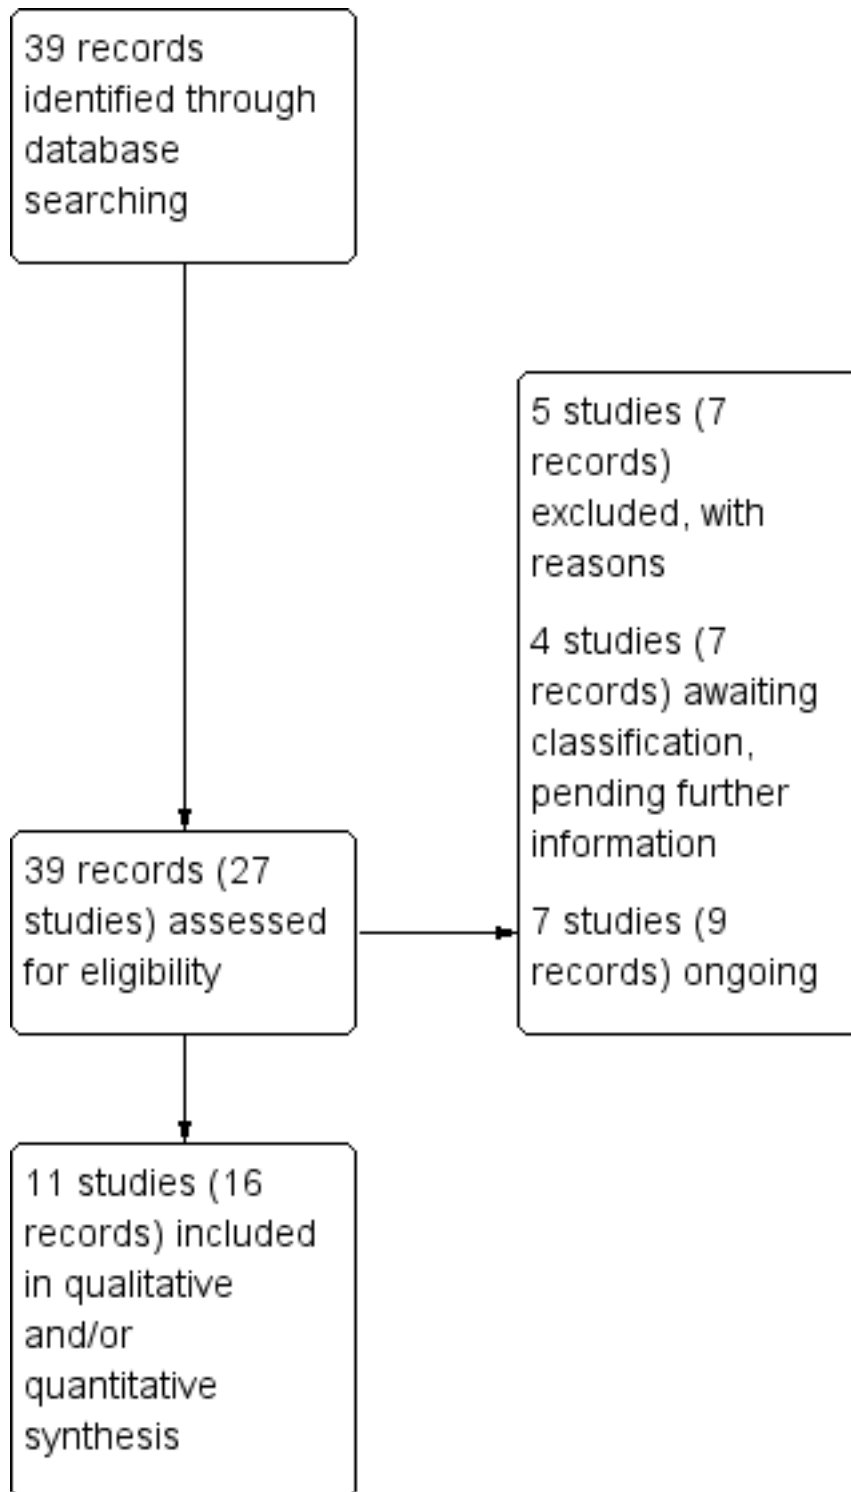 39 records
identified through
database
searching
5 studies (7
records)
excluded, with
reasons
4 studies (7
records) awaiting
classification,
pending further
information
7 studies (9
records) ongoing
39 records (27
studies) assessed
for eligibility
11 studies (16
records) included
in qualitative
and/or
quantitative
synthesis